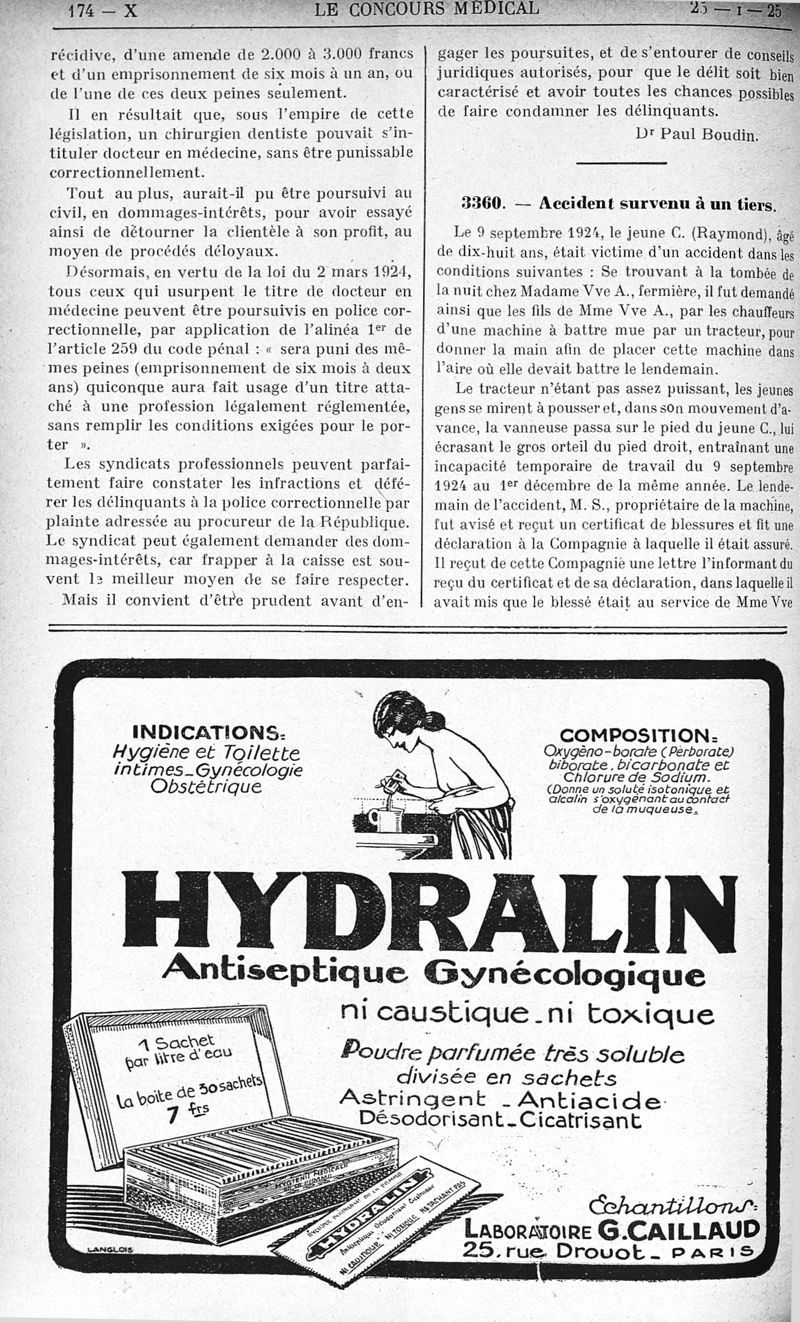 174 — X
LE CONCOURS MÉDICAL
25 — I — 25
récidive, d'une amende de 2.000 à 3.000 francs
et d'un emprisonnement de six mois à un an, ou
de l'une de ces deux peines seulement.
Il en résultait que, sous l'empire de cette
législation, un chirurgien dentiste pouvait s'in-
tituler docteur en médecine, sans être punissable
correctionnellement.
Tout au plus, aurait-il pu être poursuivi au
civil, en dommages-intérêts, pour avoir essayé
ainsi de détourner la clientèle à son profit, au
moyen de procédés déloyaux.
Désormais, en vertu de la loi du 2 mars 1924,
tous ceux qui usurpent le titre de docteur en
médecine peuvent être poursuivis en police cor-
rectionnelle, par application de l'alinéa 1er de
l'article 259 du code pénal : « sera puni des mê-
mes peines (emprisonnement de six mois à deux
ans) quiconque aura fait usage d'un titre atta-
ché à une profession légalement réglementée,
sans remplir les conditions exigées pour le por-
ter ».
Les syndicats professionnels peuvent parfai-
tement faire constater les infractions et défé-
rer les délinquants à la police correctionnelle par
plainte adressée au procureur de la République.
Le syndicat peut également demander des dom-
mages-intérêts, car frapper à la caisse est sou-
vent le meilleur moyen de se faire respecter.
Mais il convient d'être prudent avant d'en-
gager les poursuites, et de s'entourer de conseils
juridiques autorisés, pour que le délit soit bien
caractérisé et avoir toutes les chances possibles
de faire condamner les délinquants.
Dr Paul Boudin.
3360. — Accident survenu à un tiers.
Le 9 septembre 1924, le jeune C. (Raymond), âgé
de dix-huit ans, était victime d'un accident dans les
conditions suivantes : Se trouvant à la tombée de
la nuit chez Madame Vve A., fermière, il fut demandé
ainsi que les fils de Mme Vve A., par les chauffeurs
d'une machine à battre mue par un tracteur, pour
donner la main afin de placer cette machine dans
l'aire où elle devait battre le lendemain.
Le tracteur n'étant pas assez puissant, les jeunes
gens se mirent à pousser et, dans son mouvement d'a-
vance, la vanneuse passa sur le pied du jeune C., lui
écrasant le gros orteil du pied droit, entraînant une
incapacité temporaire de travail du 9 septembre
1924 au 1er décembre de la même année. Le lende-
main de l'accident, M. S., propriétaire de la machine,
fut avisé et reçut un certificat de blessures et fit une
déclaration à la Compagnie à laquelle il était assuré.
Il reçut de cette Compagnie une lettre l'informant du
reçu du certificat et de sa déclaration, dans laquelle il
avait mis que le blessé était au service de Mme Vve
INDICATIONS:
Hygiène et Toilette
intimes_Gynécologie
Obstétrique
COMPOSITION:
Oxygèno-borate (Perborate)
biborate, bicarbonate et
Chlorure de Sodium.
(Donne un soluté isotonique et
alcalin s'oxygénant au contact
de la muqueuse.
HYDRALIN
Antiseptique Gynécologique
ni caustique_ni toxique
Poudre parfumée très soluble
divisée en sachets
Astringent _ Antiacide
Désodorisant_Cicatrisant
1 Sachet
par litre d'eau
La boîte de 30 sachets
7 frs
HYGIÈNE MÉDICALE
DE LA FEMME
HYDRALIN
Antiseptique Désodorisant Cicatrisant
NI CAUSTIQUE NI TOXIQUE NE TACHANT PAS
LANGLOIS
Echantillons:
LABORATOIRE G.CAILLAUD
25, rue Drouot_ PARIS